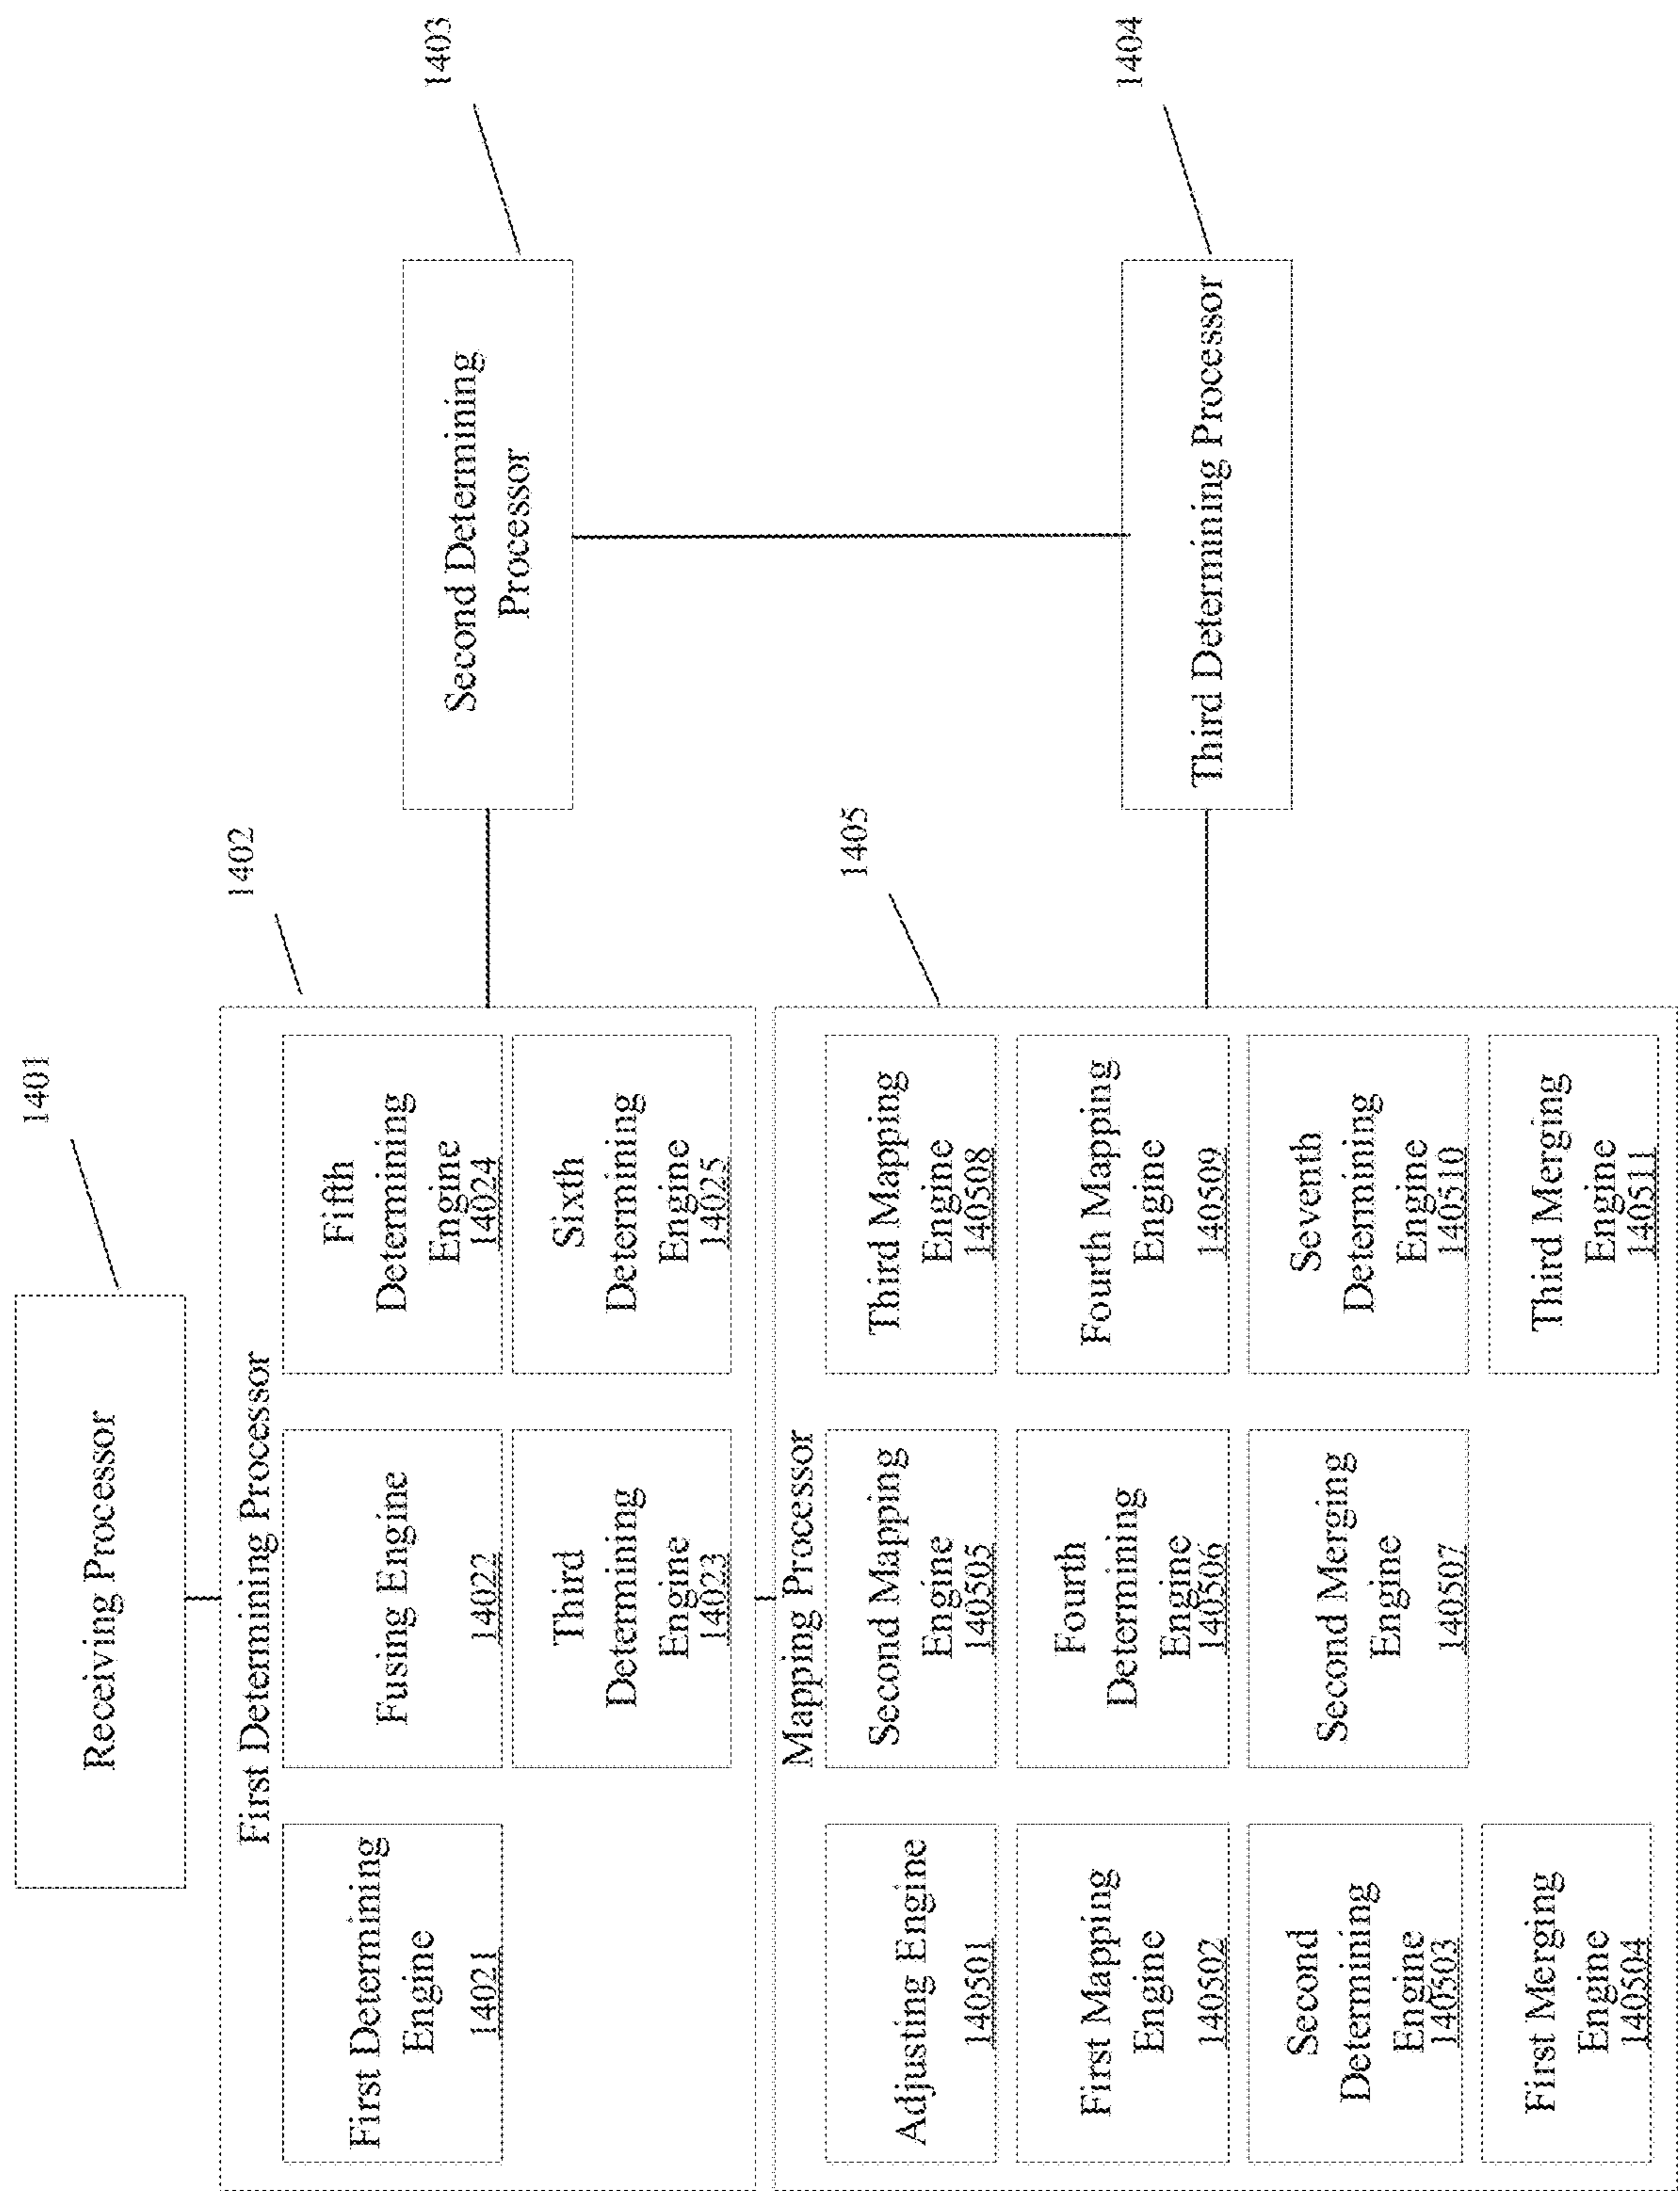 1401
Receiving Processor
1402
First Determining Processor
First Determining
Engine
14021
Fusing Engine
14022
Third
Determining
Engine
14023
Fifth
Determining
Engine
14024
Sixth
Determining
Engine
14025
1403
Second Determining
Processor
1405
Mapping Processor
Adjusting Engine
140501
First Mapping
Engine
140502
Second
Determining
Engine
140503
First Merging
Engine
140504
Second Mapping
Engine
140505
Fourth
Determining
Engine
140506
Second Merging
Engine
140507
Third Mapping
Engine
140508
Fourth Mapping
Engine
140509
Seventh
Determining
Engine
140510
Third Merging
Engine
140511
1404
Third Determining Processor